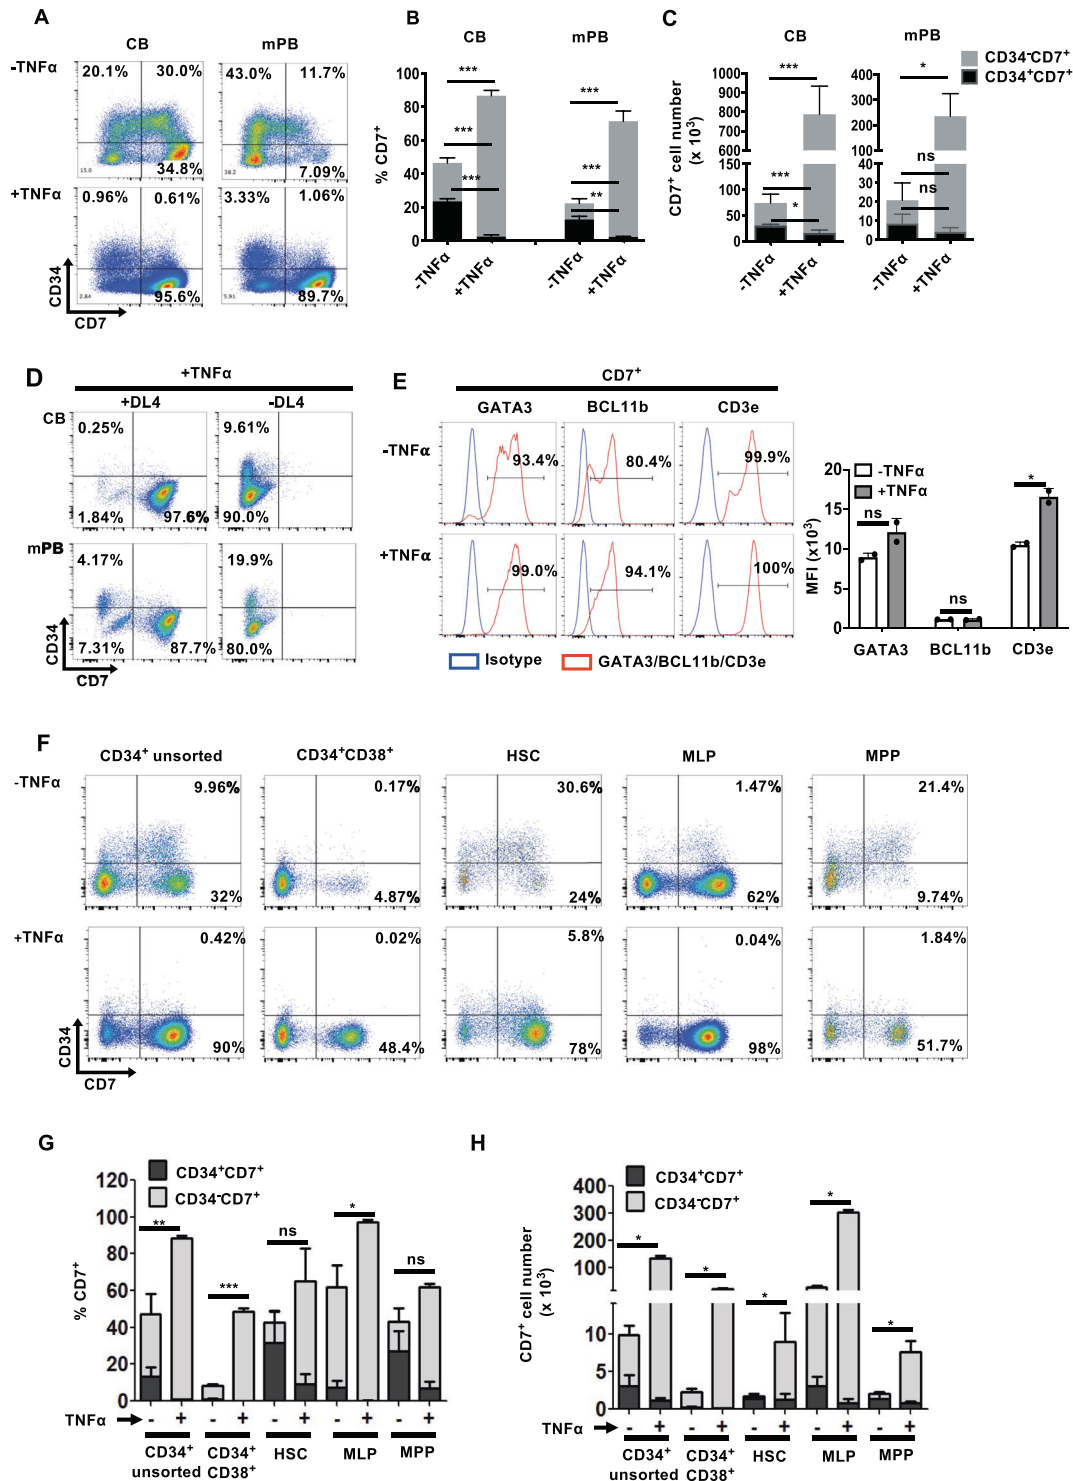 A
CB
mPB
-TNFα
20.1%
30.0%
43.0%
11.7%
15.0
34.8%
38.2
7.09%
+TNFα
0.96%
0.61%
3.33%
1.06%
2.84
95.6%
5.91
89.7%
CD34
CD7
B
CB
mPB
% CD7+
100
80
60
40
20
0
***
***
***
***
***
**
-TNFα
+TNFα
-TNFα
+TNFα
C
CB
mPB
CD34-CD7+
CD34+CD7+
CD7+ cell number
(x 10³)
1000
900
800
700
600
150
100
50
0
***
***
*
400
300
200
100
40
30
20
10
0
*
ns
ns
-TNFα
+TNFα
-TNFα
+TNFα
D
+TNFα
+DL4
-DL4
CB
0.25%
9.61%
1.84%
97.6%
90.0%
mPB
4.17%
19.9%
7.31%
87.7%
80.0%
CD34
CD7
E
CD7+
GATA3
BCL11b
CD3e
-TNFα
93.4%
80.4%
99.9%
+TNFα
99.0%
94.1%
100%
Isotype
GATA3/BCL11b/CD3e
-TNFα
+TNFα
MFI (x10³)
20
15
10
5
0
ns
ns
*
GATA3
BCL11b
CD3e
F
CD34+ unsorted
CD34+CD38+
HSC
MLP
MPP
-TNFα
9.96%
0.17%
30.6%
1.47%
21.4%
32%
4.87%
24%
62%
9.74%
+TNFα
0.42%
0.02%
5.8%
0.04%
1.84%
90%
48.4%
78%
98%
51.7%
CD34
CD7
G
CD34+CD7+
CD34-CD7+
% CD7+
120
100
80
60
40
20
0
**
***
ns
*
ns
TNFα
- + - + - + - + - +
CD34+
unsorted
CD34+
CD38+
HSC
MLP
MPP
H
CD34+CD7+
CD34-CD7+
CD7+ cell number
(x 10³)
400
300
200
100
10
5
0
*
*
*
*
*
TNFα
- + - + - + - + - +
CD34+
unsorted
CD34+
CD38+
HSC
MLP
MPP